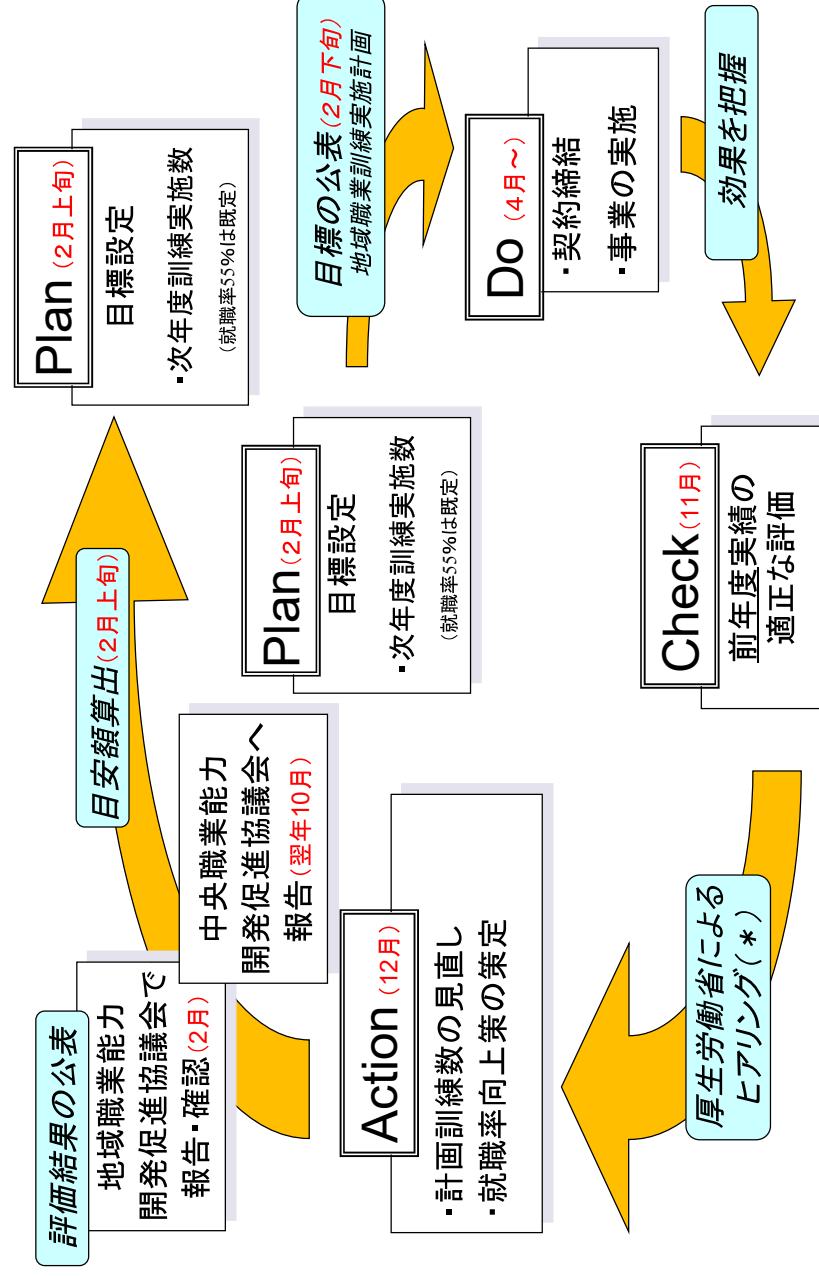 評価結果の公表
地域職業能力
開発促進協議会で
報告・確認(2月)
中央職業能力
開発促進協議会へ
報告(翌年10月)
目安額算出(2月上旬)
Plan(2月上旬)
目標設定
・次年度訓練実施数
(就職率55%は既定)
Plan(2月上旬)
目標設定
・次年度訓練実施数
(就職率55%は既定)
目標の公表(2月下旬)
地域職業訓練実施計画
Do(4月～)
・契約締結
・事業の実施
効果を把握
Check(11月)
前年度実績の
適正な評価
厚生労働省による
ヒアリング(*)
Action(12月)
・計画訓練数の見直し
・就職率向上策の策定